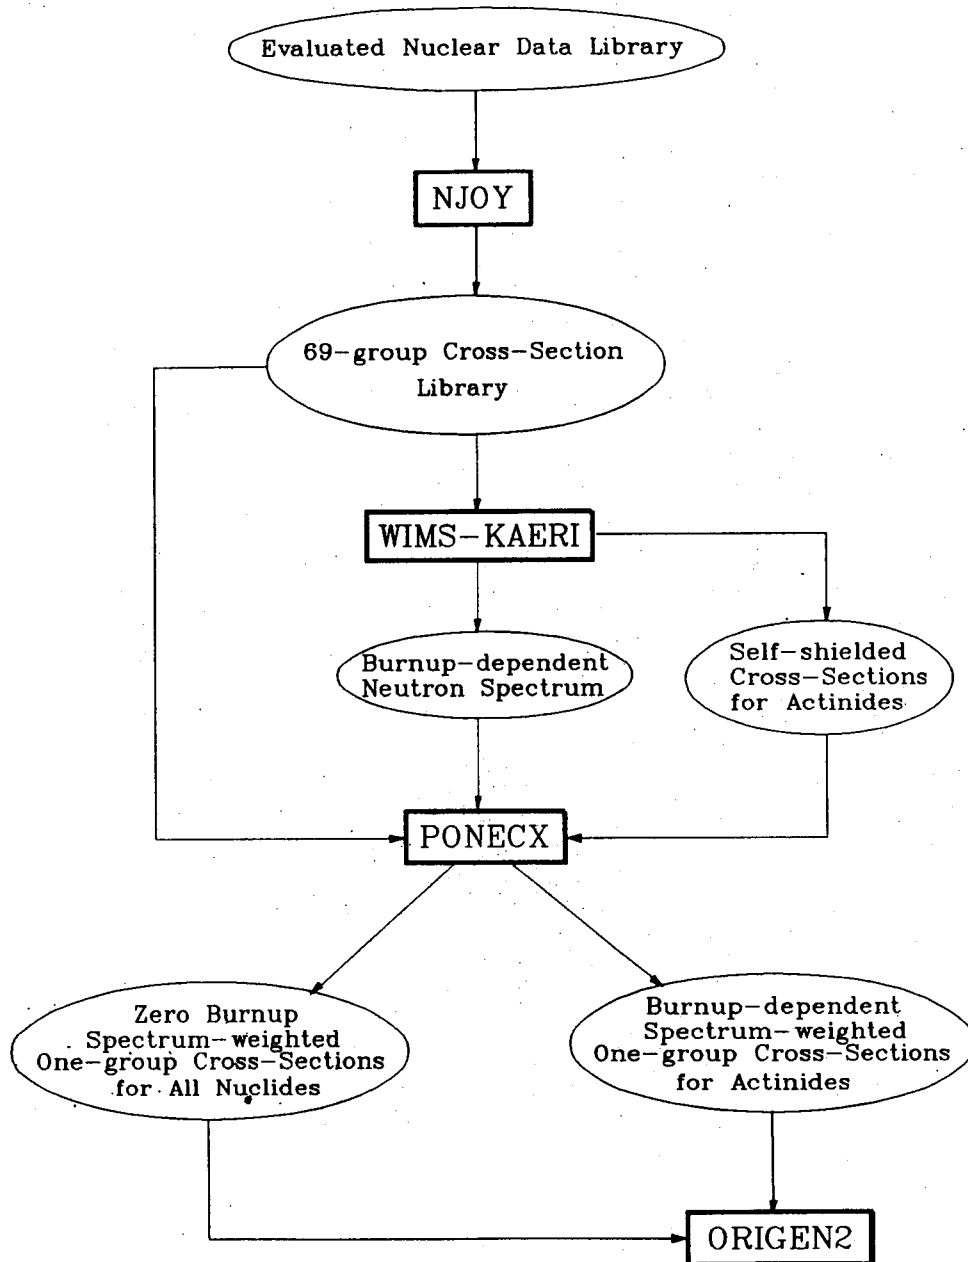 Evaluated Nuclear Data Library
NJOY
69-group Cross-Section
Library
WIMS-KAERI
Burnup-dependent
Neutron Spectrum
Self-shielded
Cross-Sections
for Actinides
PONECX
Zero Burnup
Spectrum-weighted
One-group Cross-Sections
for All Nuclides
Burnup-dependent
Spectrum-weighted
One-group Cross-Sections
for Actinides
ORIGEN2